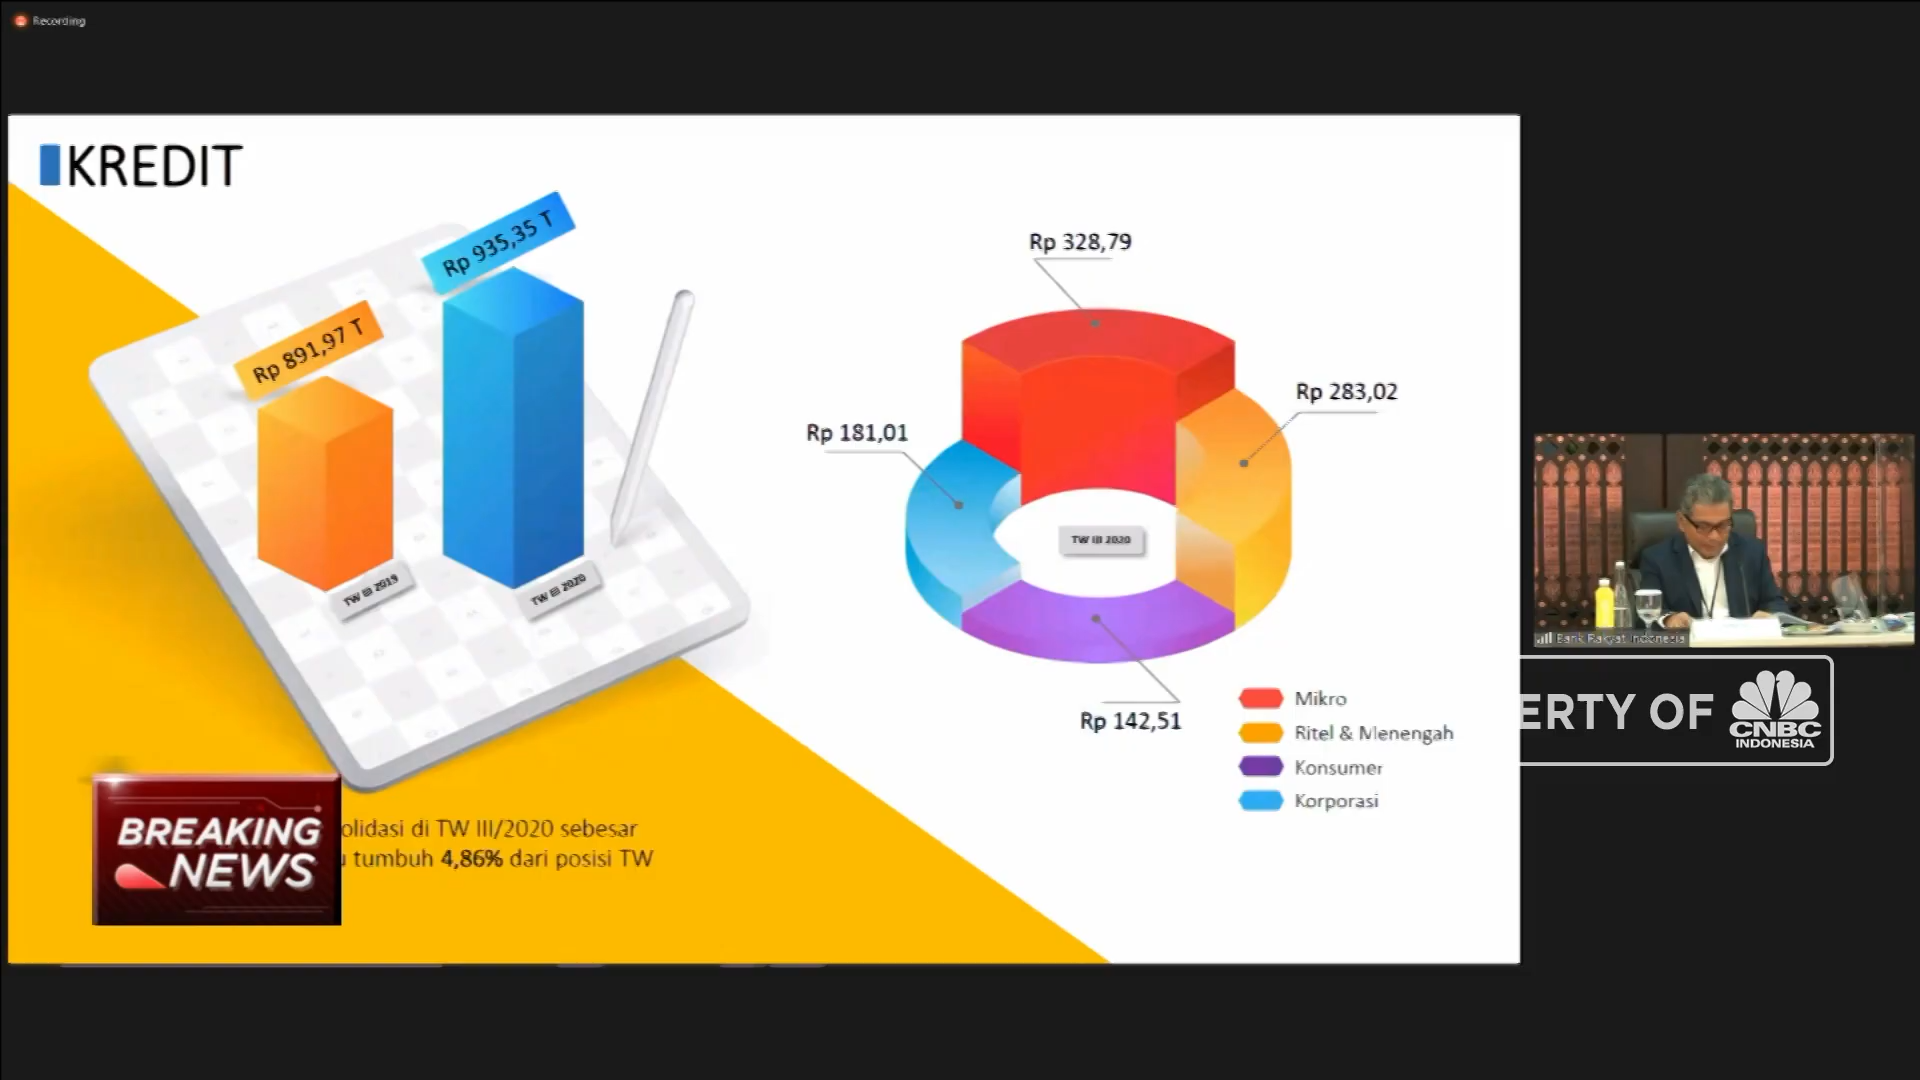 Recording
KREDIT
Rp 935,35 T
Rp 891,97 T
TW III 2019
TW III 2020
Rp 328,79
Rp 283,02
Rp 181,01
TW III 2020
Rp 142,51
Mikro
Ritel & Menengah
Konsumer
Korporasi
olidasi di TW III/2020 sebesar
tumbuh 4,86% dari posisi TW
BREAKING
NEWS
Bank Rakyat Indonesia
ERTY OF
CNBC
INDONESIA